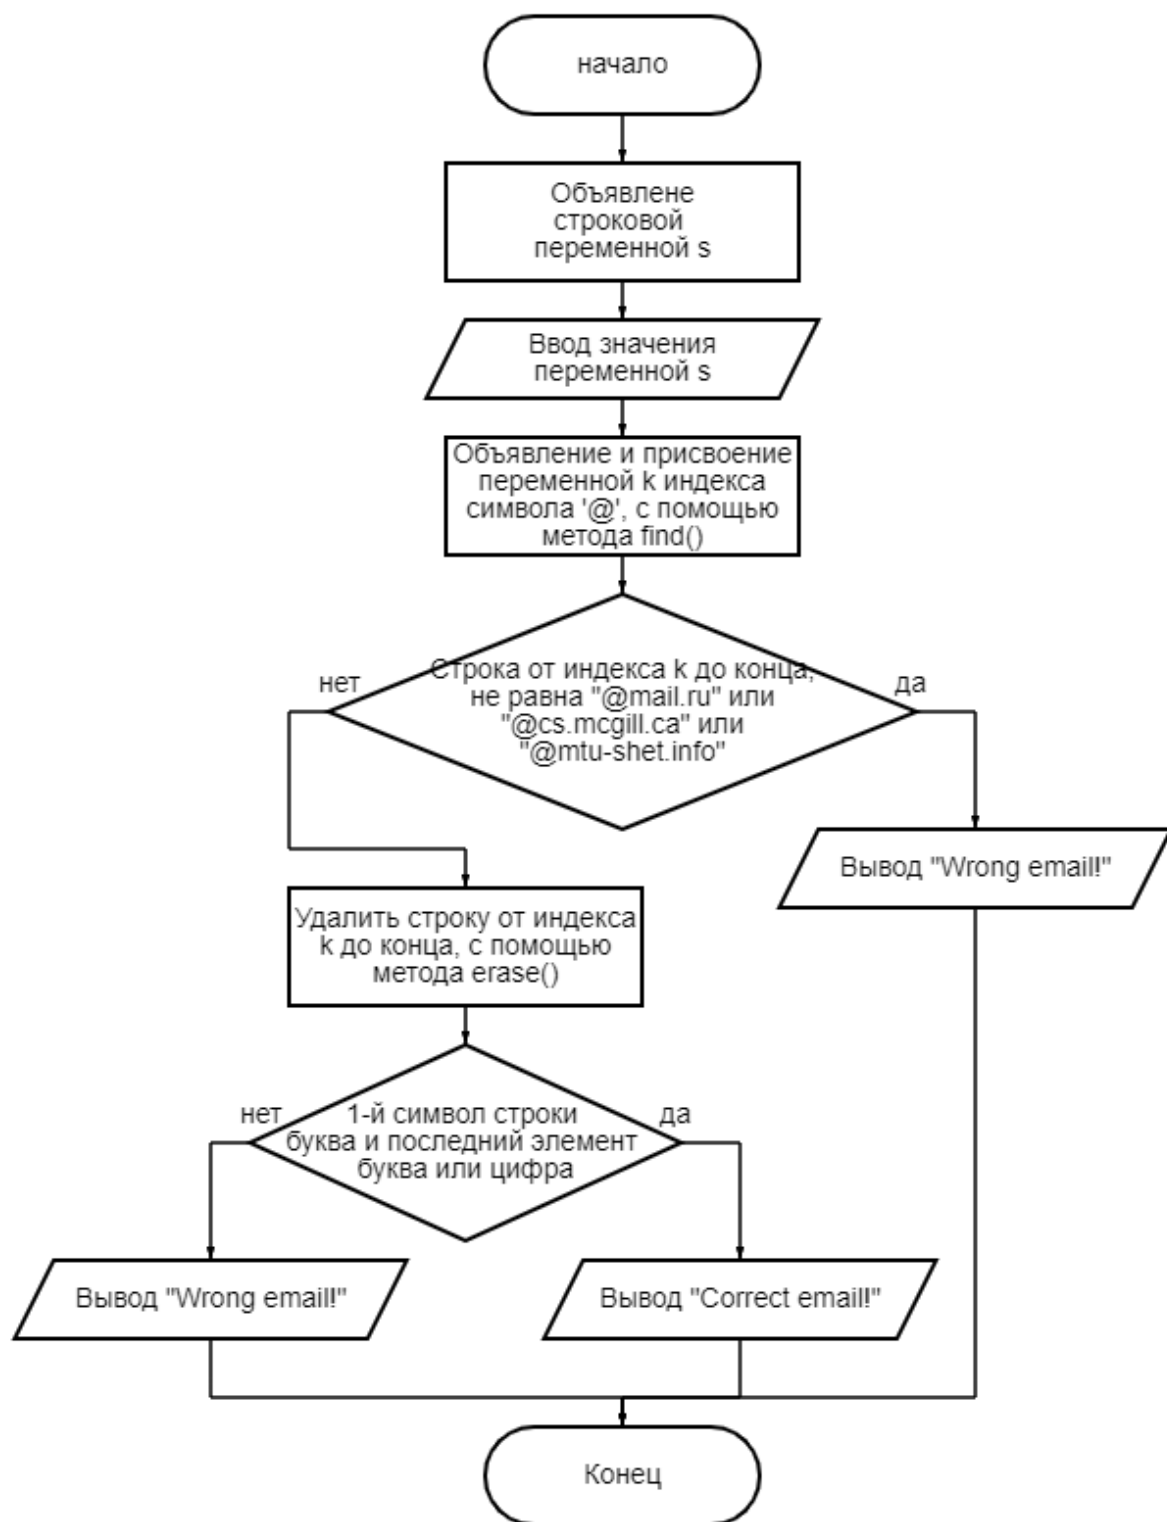 начало
Объявлене
строковой
переменной s
Ввод значения
переменной s
Объявление и присвоение
переменной k индекса
символа '@', с помощью
метода find()
нет
Строка от индекса k до конца,
не равна "@mail.ru" или
"@cs.mcgill.ca" или
"@mtu-shet.info"
да
Вывод "Wrong email!"
Удалить строку от индекса
k до конца, с помощью
метода erase()
нет
1-й символ строки
буква и последний элемент
буква или цифра
да
Вывод "Wrong email!"
Вывод "Correct email!"
Конец